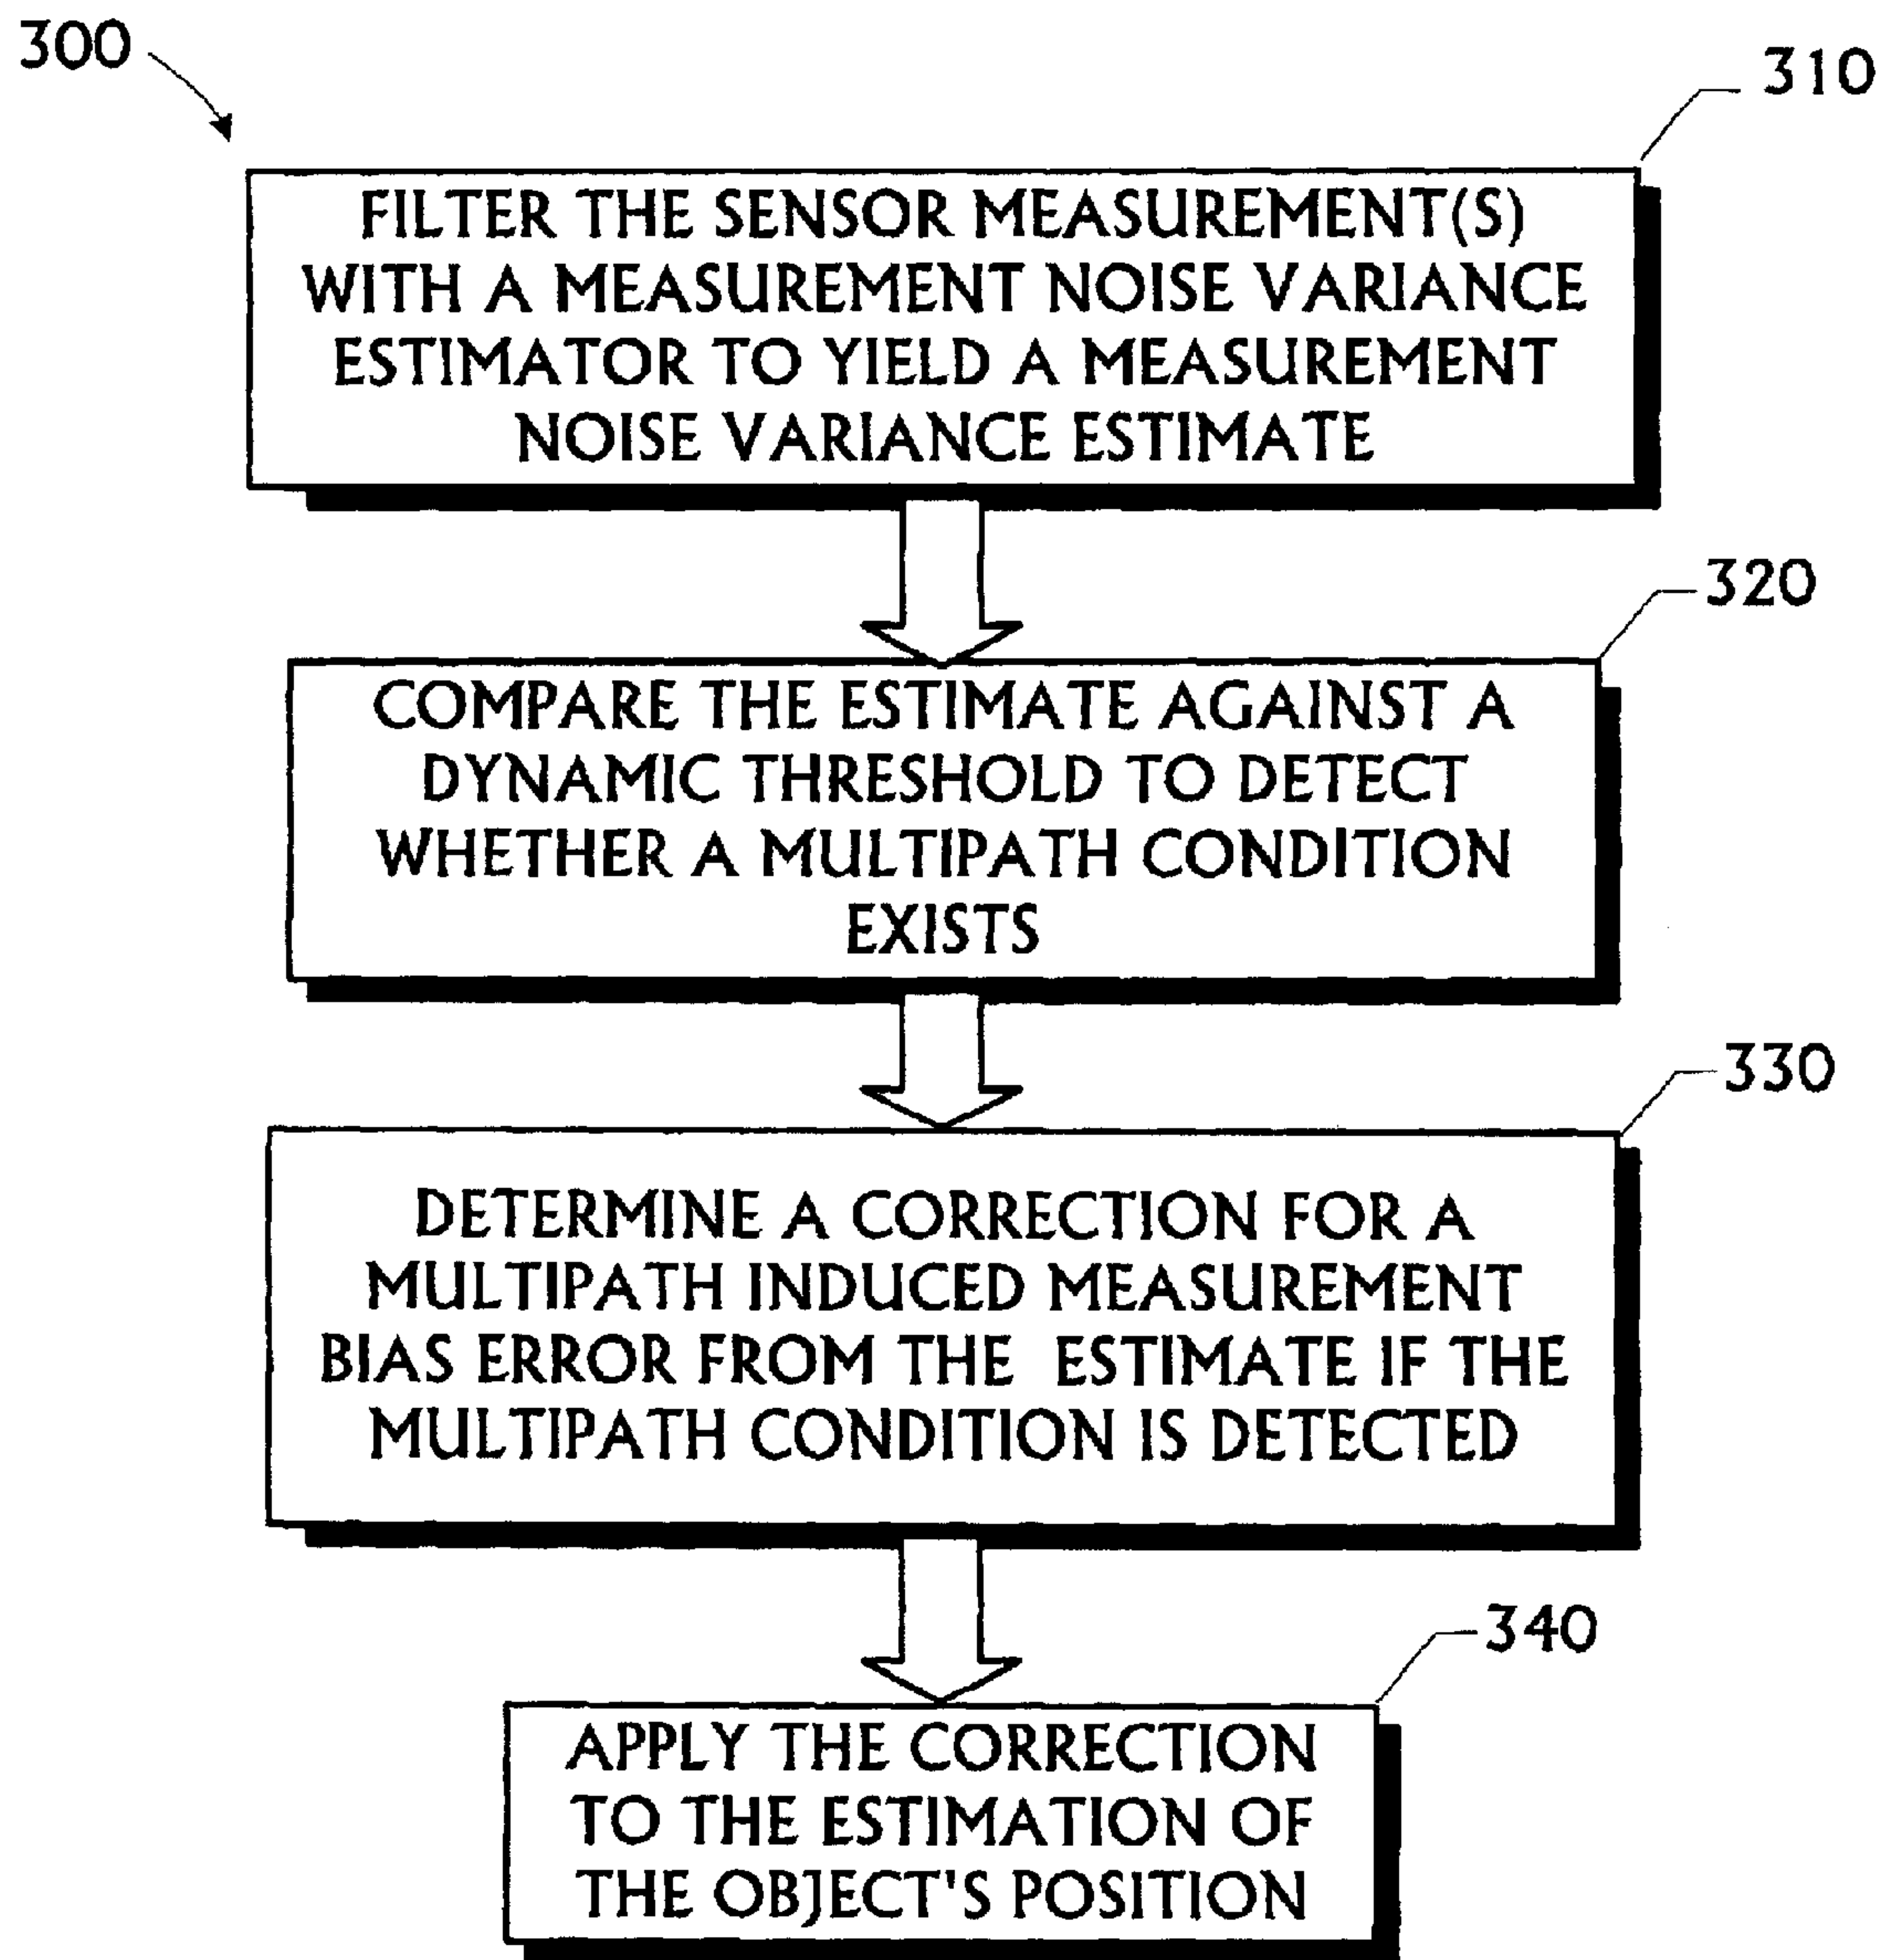 300
310
FILTER THE SENSOR MEASUREMENT(S)
WITH A MEASUREMENT NOISE VARIANCE
ESTIMATOR TO YIELD A MEASUREMENT
NOISE VARIANCE ESTIMATE
320
COMPARE THE ESTIMATE AGAINST A
DYNAMIC THRESHOLD TO DETECT
WHETHER A MULTIPATH CONDITION
EXISTS
330
DETERMINE A CORRECTION FOR A
MULTIPATH INDUCED MEASUREMENT
BIAS ERROR FROM THE ESTIMATE IF THE
MULTIPATH CONDITION IS DETECTED
340
APPLY THE CORRECTION
TO THE ESTIMATION OF
THE OBJECT'S POSITION